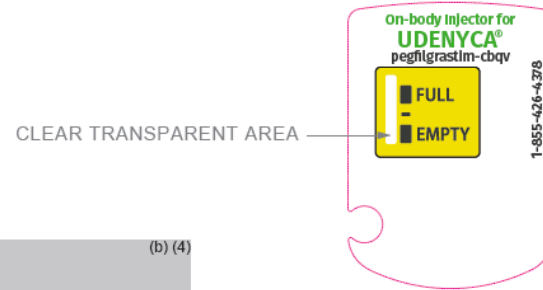 On-body Injector for
UDENYCA®
pegfilgrastim-cbqv
FULL
EMPTY
1-855-426-4378
CLEAR TRANSPARENT AREA
(b) (4)